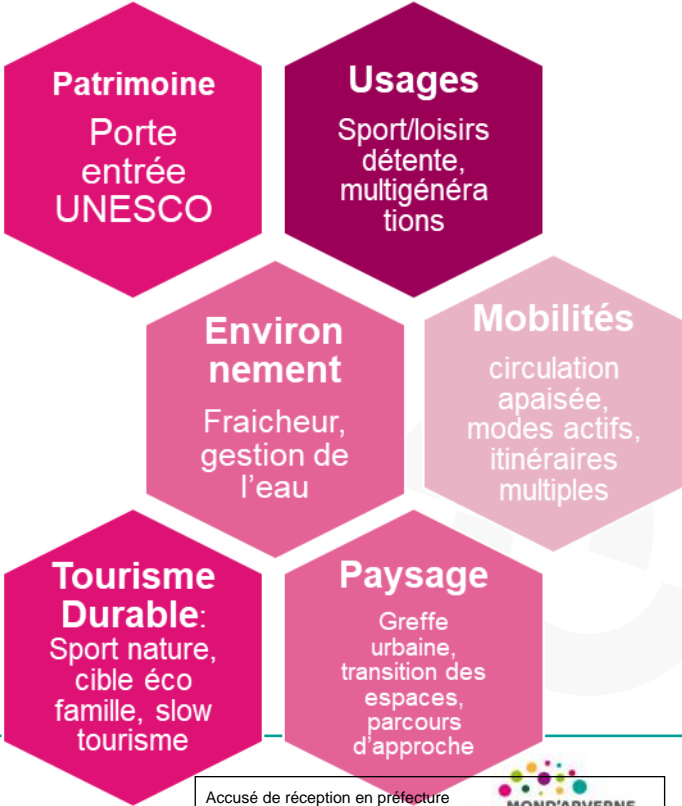 Patrimoine
Porte
entrée
UNESCO
Usages
Sport/loisirs
détente,
multigénéra
tions
Environ
nement
Fraicheur,
gestion de
l'eau
Mobilités
circulation
apaisée,
modes actifs,
itinéraires
multiples
Tourisme
Durable:
Sport nature,
cible éco
famille, slow
tourisme
Paysage
Greffe
urbaine,
transition des
espaces,
parcours
d'approche
Accusé de réception en préfecture
MOND'ARVERNE